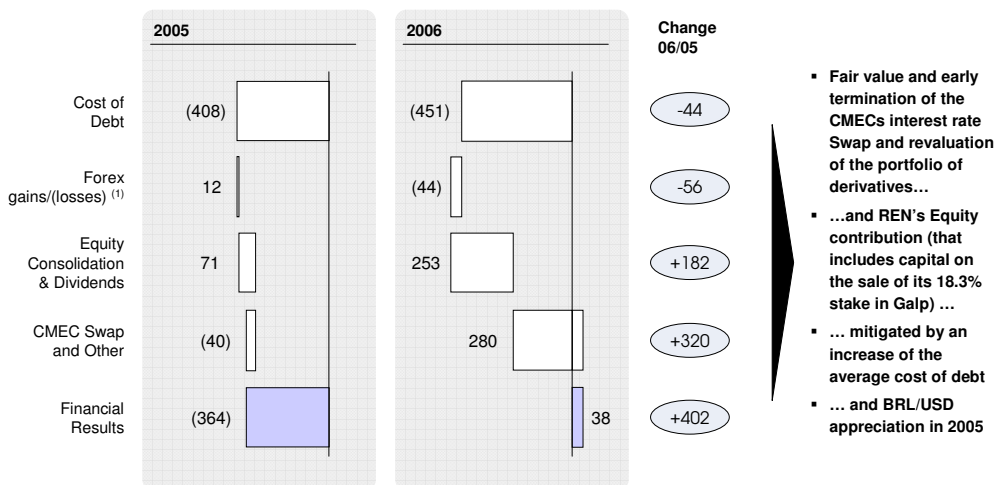 2005
2006
Change
06/05
Cost of
Debt
(408)
(451)
-44
Forex
gains/(losses) (1)
12
(44)
-56
Equity
Consolidation
& Dividends
71
253
+182
CMEC Swap
and Other
(40)
280
+320
Financial
Results
(364)
38
+402
▪ Fair value and early
termination of the
CMECs interest rate
Swap and revaluation
of the portfolio of
derivatives…
▪ …and REN’s Equity
contribution (that
includes capital on
the sale of its 18.3%
stake in Galp) …
▪ … mitigated by an
increase of the
average cost of debt
▪ … and BRL/USD
appreciation in 2005